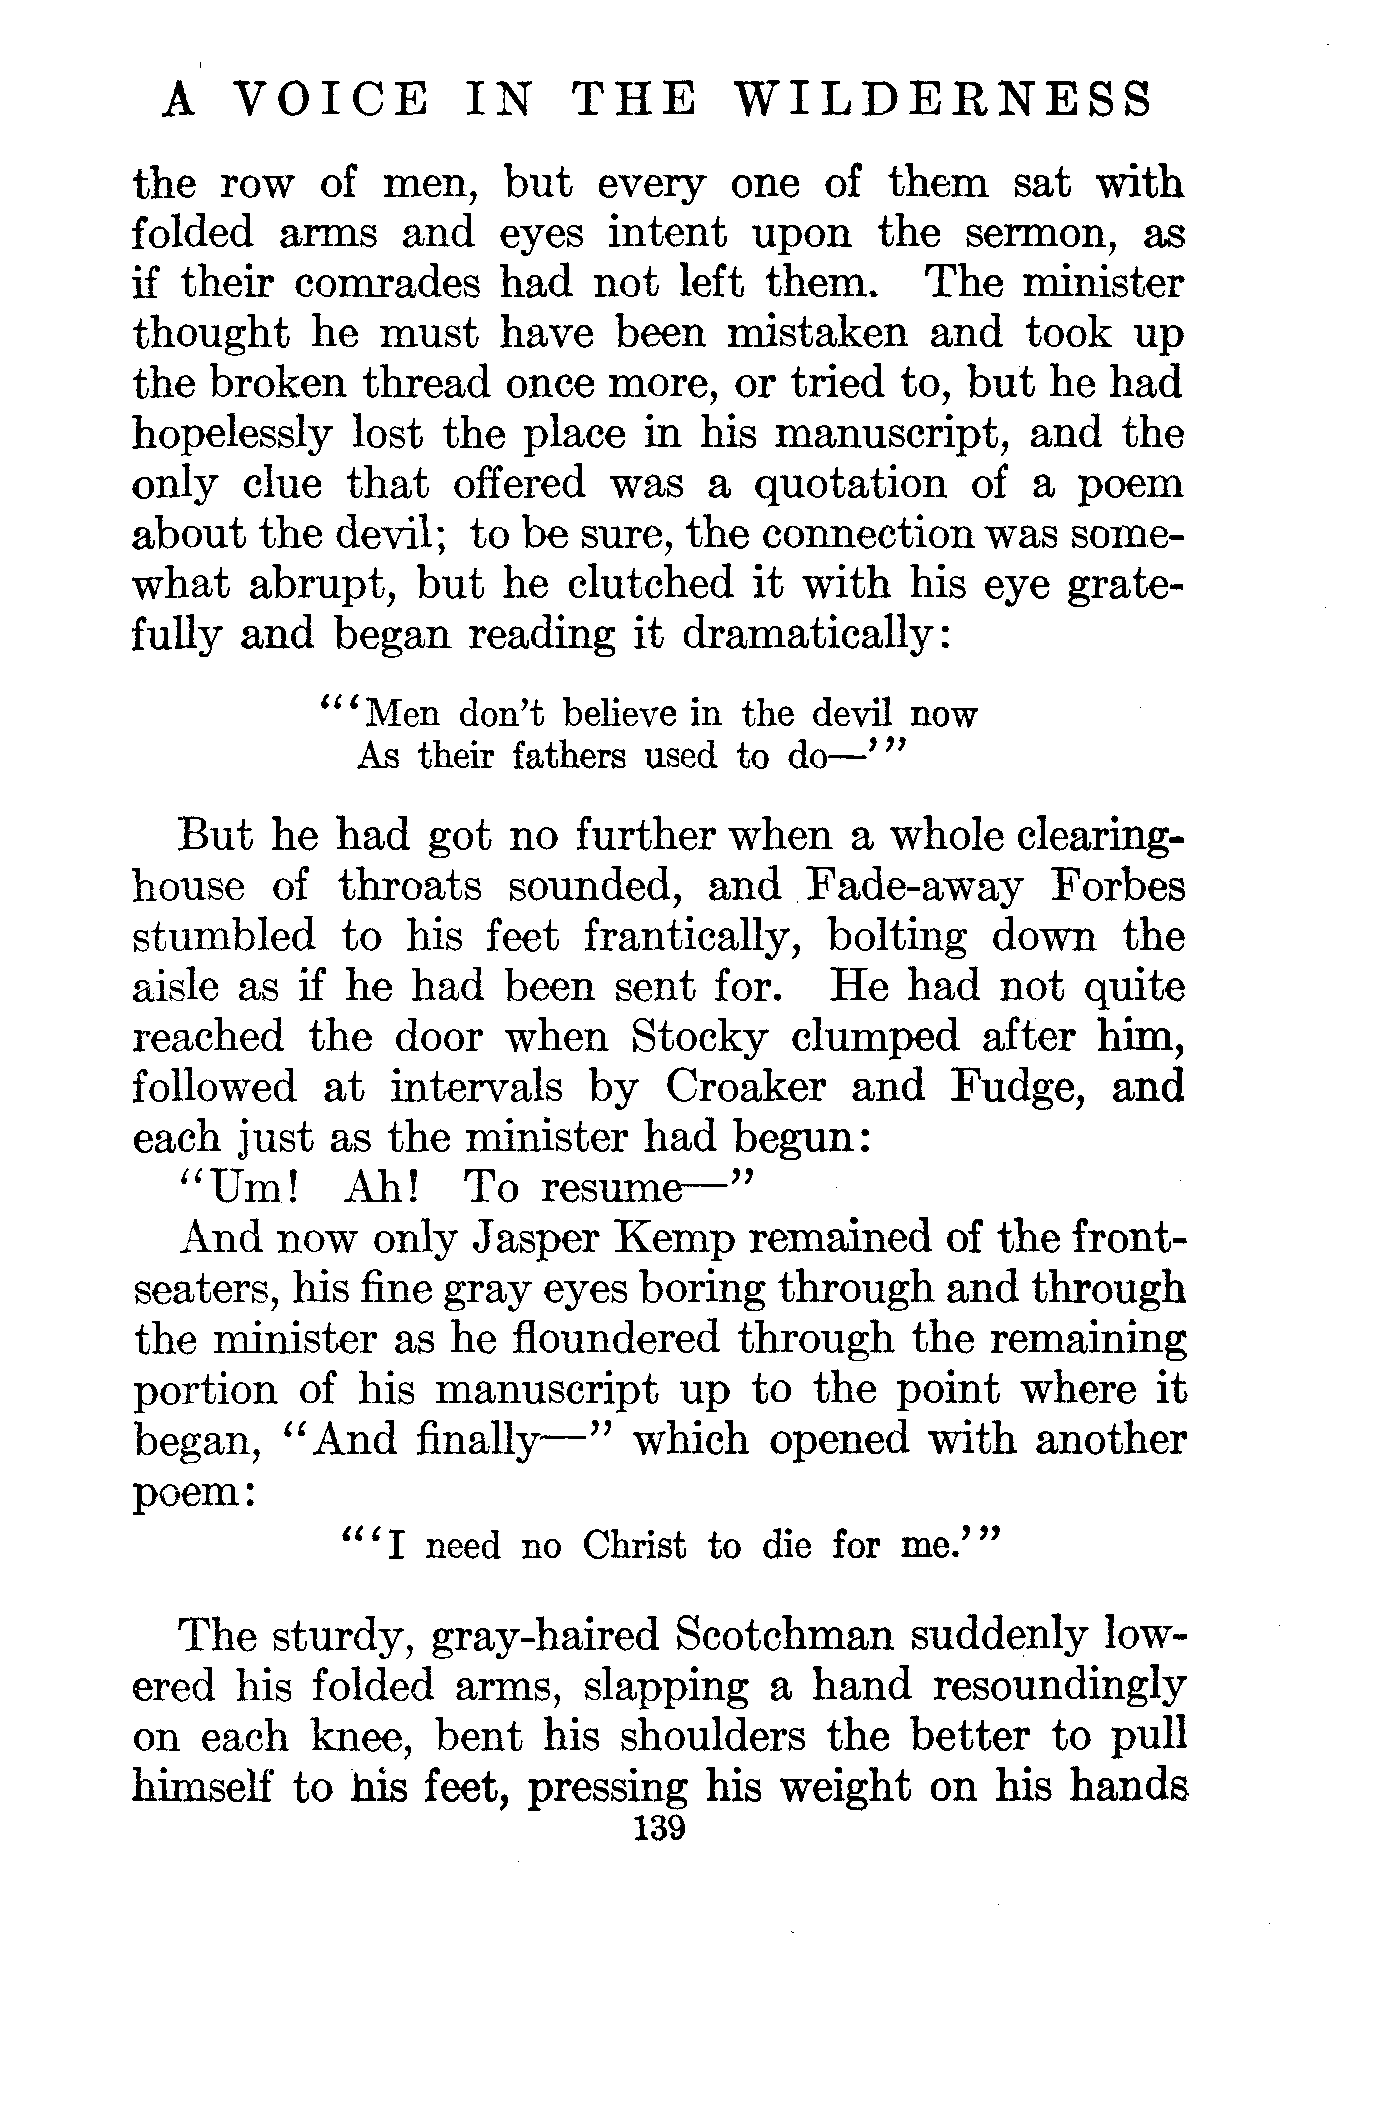 A VOICE IN THE WILDERNESS
the row of men, but every one of them sat with
folded arms and eyes intent upon the sermon, as
if their comrades had not left them. The minister
thought he must have been mistaken and took up
the broken thread once more, or tried to, but he had
hopelessly lost the place in his manuscript, and the
only clue that offered was a quotation of a poem
about the devil; to be sure, the connection was some-
what abrupt, but he clutched it with his eye grate-
fully and began reading it dramatically:
“‘Men don’t believe in the devil now
As their fathers used to do—’”
But he had got no further when a whole clearing-
house of throats sounded, and Fade-away Forbes
stumbled to his feet frantically, bolting down the
aisle as if he had been sent for. He had not quite
reached the door when Stocky clumped after him,
followed at intervals by Croaker and Fudge, and
each just as the minister had begun:
“Um! Ah! To resume—”
And now only Jasper Kemp remained of the front-
seaters, his fine gray eyes boring through and through
the minister as he floundered through the remaining
portion of his manuscript up to the point where it
began, “And finally—” which opened with another
poem:
“‘I need no Christ to die for me.’”
The sturdy, gray-haired Scotchman suddenly low-
ered his folded arms, slapping a hand resoundingly
on each knee, bent his shoulders the better to pull
himself to his feet, pressing his weight on his hands
139